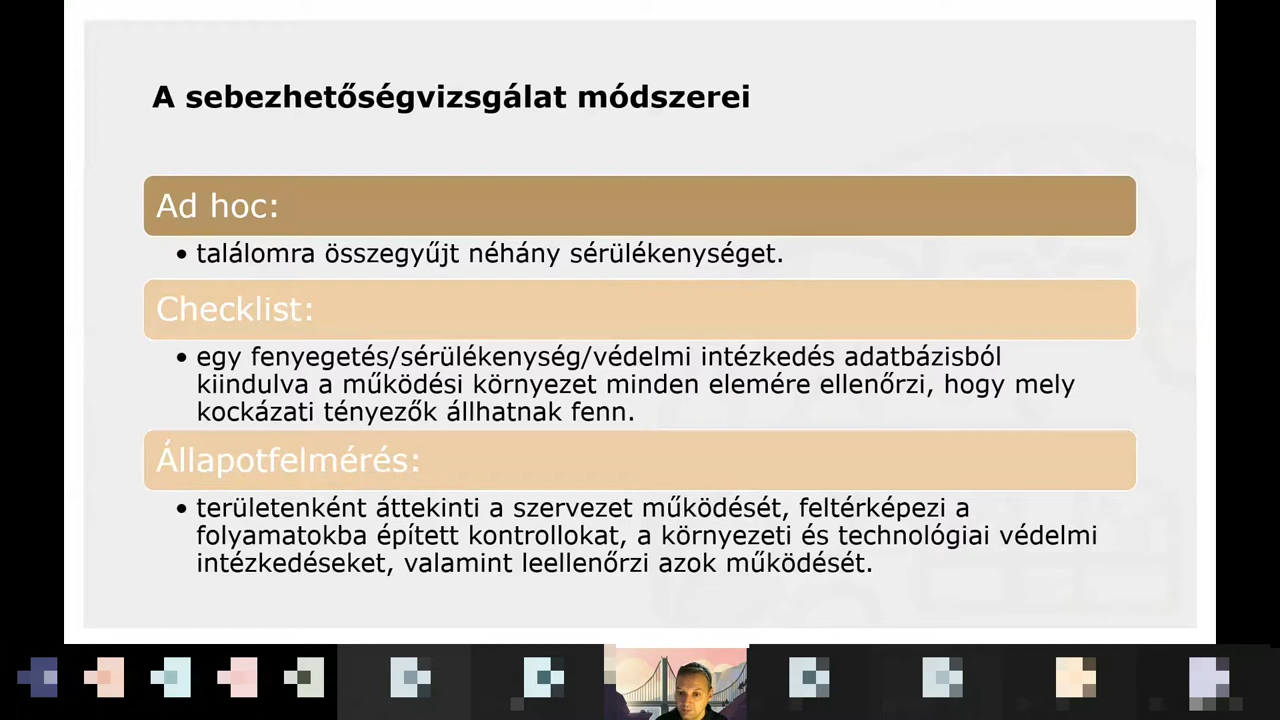 A sebezhetőségvizsgálat módszerei
Ad hoc:
• találomra összegyűjt néhány sérülékenységet.
Checklist:
• egy fenyegetés/sérülékenység/védelmi intézkedés adatbázisból
kiindulva a működési környezet minden elemére ellenőrzi, hogy mely
kockázati tényezők állhatnak fenn.
Állapotfelmérés:
• területenként áttekinti a szervezet működését, feltérképezi a
folyamatokba épített kontrollokat, a környezeti és technológiai védelmi
intézkedéseket, valamint leellenőrzi azok működését.